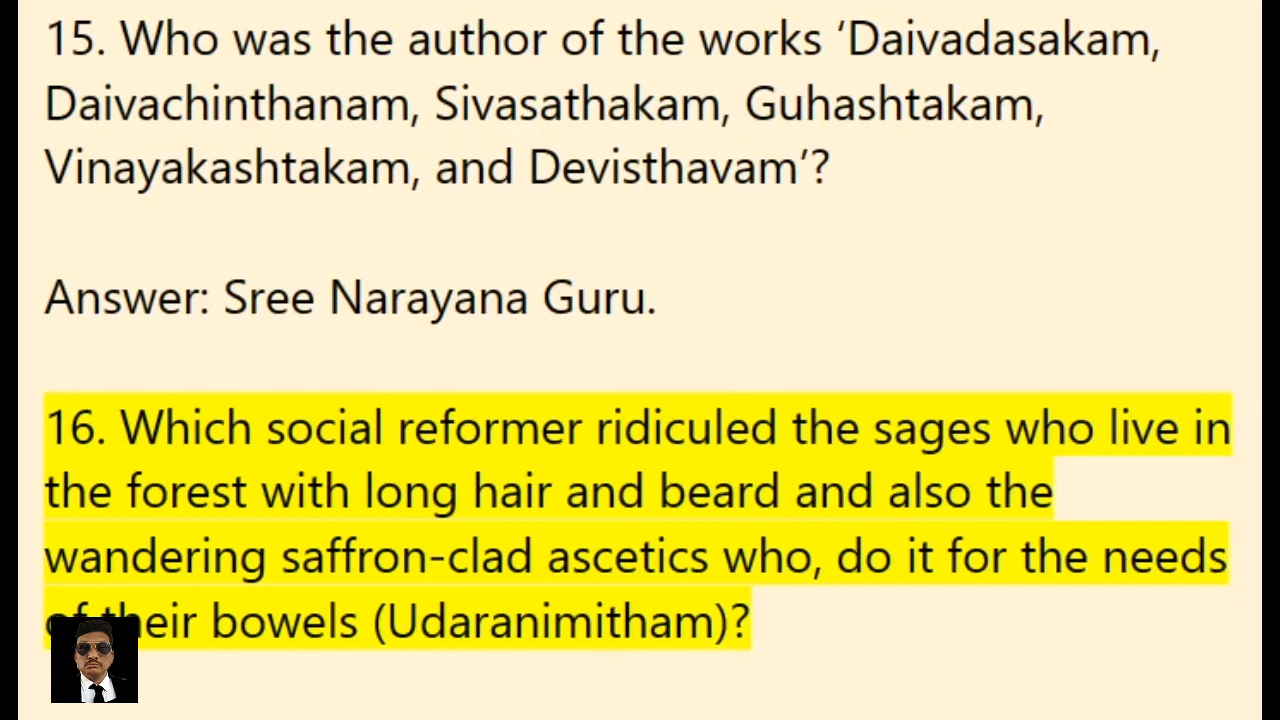 15. Who was the author of the works ‘Daivadasakam,
Daivachinthanam, Sivasathakam, Guhashtakam,
Vinayakashtakam, and Devisthavam’?
Answer: Sree Narayana Guru.
16. Which social reformer ridiculed the sages who live in
the forest with long hair and beard and also the
wandering saffron-clad ascetics who, do it for the needs
of their bowels (Udaranimitham)?